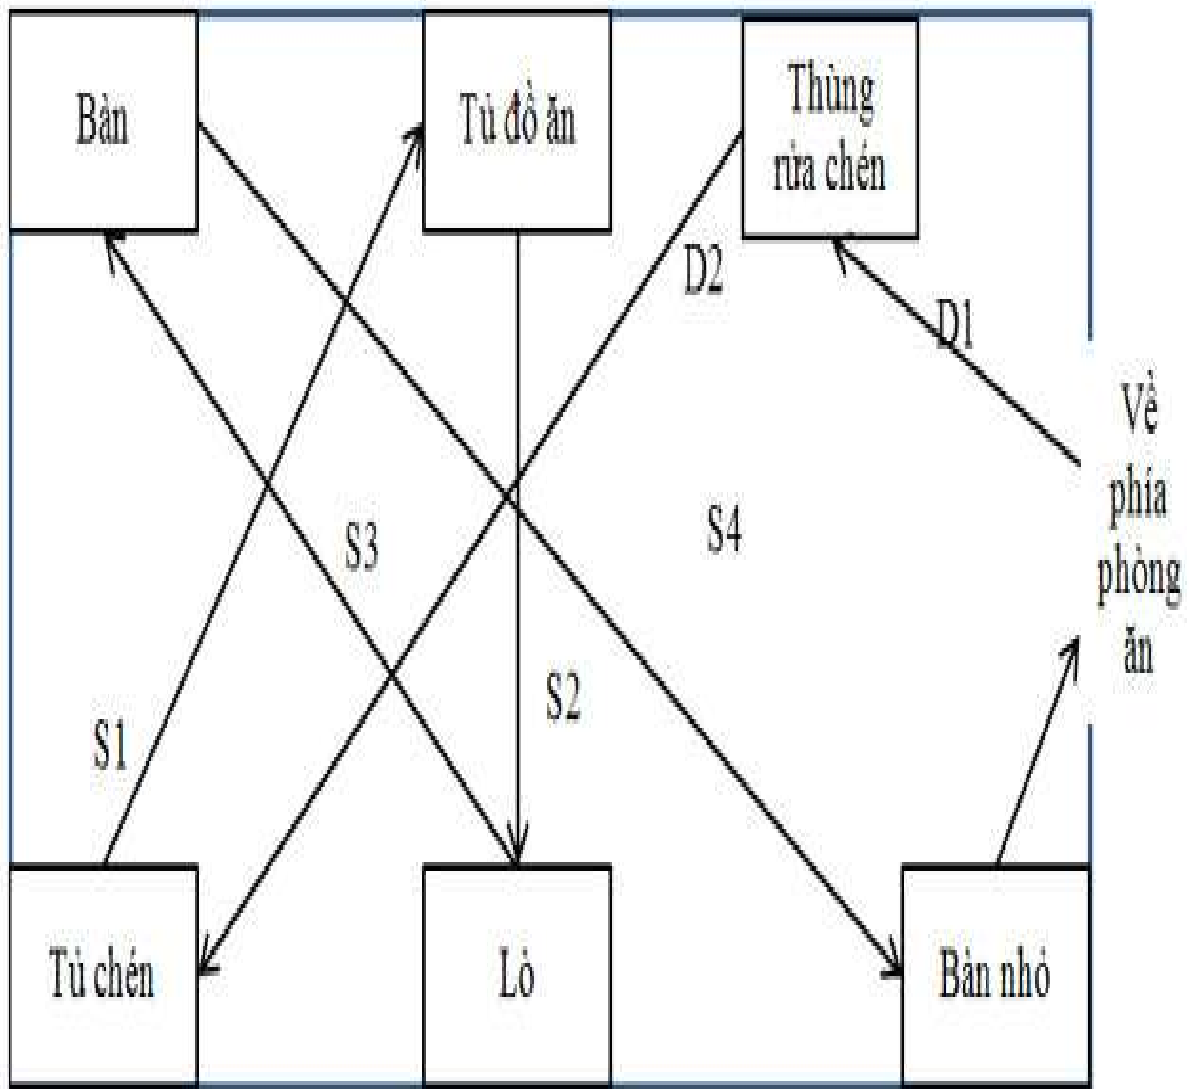 Bàn
Tủ đồ ăn
Thùng
rửa chén
D2
D1
Về
phía
phòng
ăn
S3
S4
S2
S1
Tủ chén
Lò
Bàn nhỏ